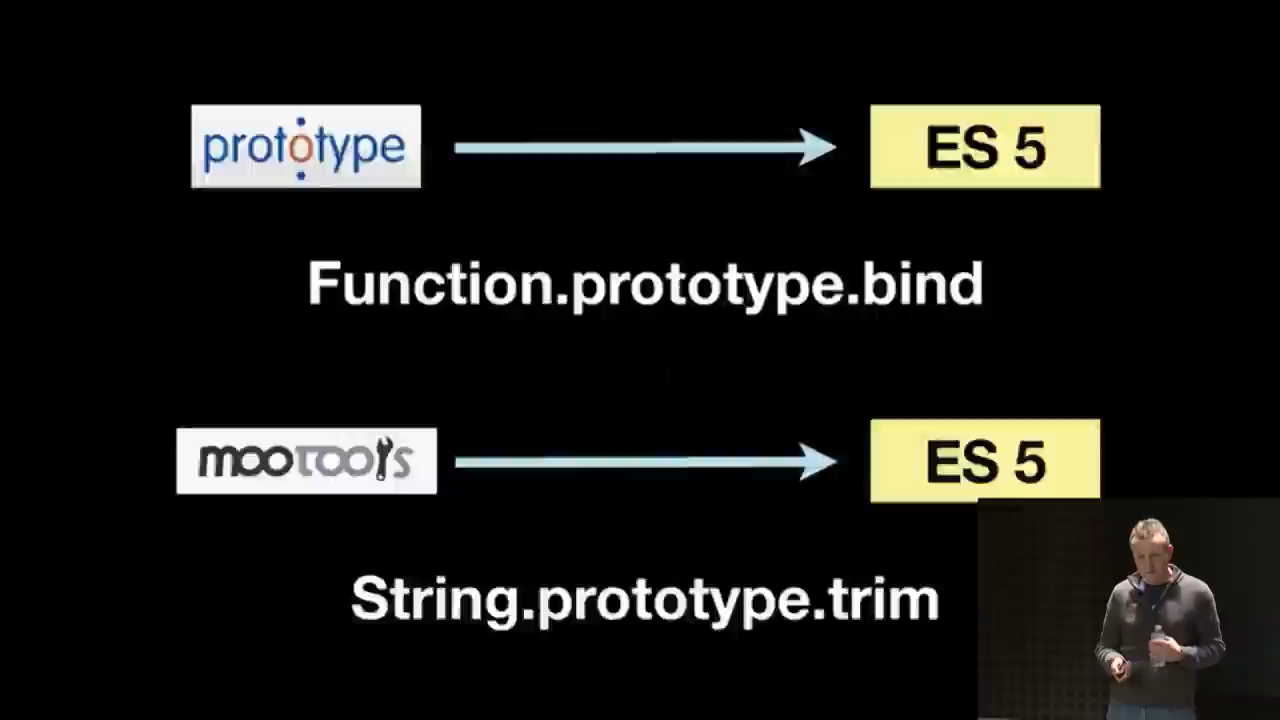 prototype
ES 5
Function.prototype.bind
mootools
ES 5
String.prototype.trim